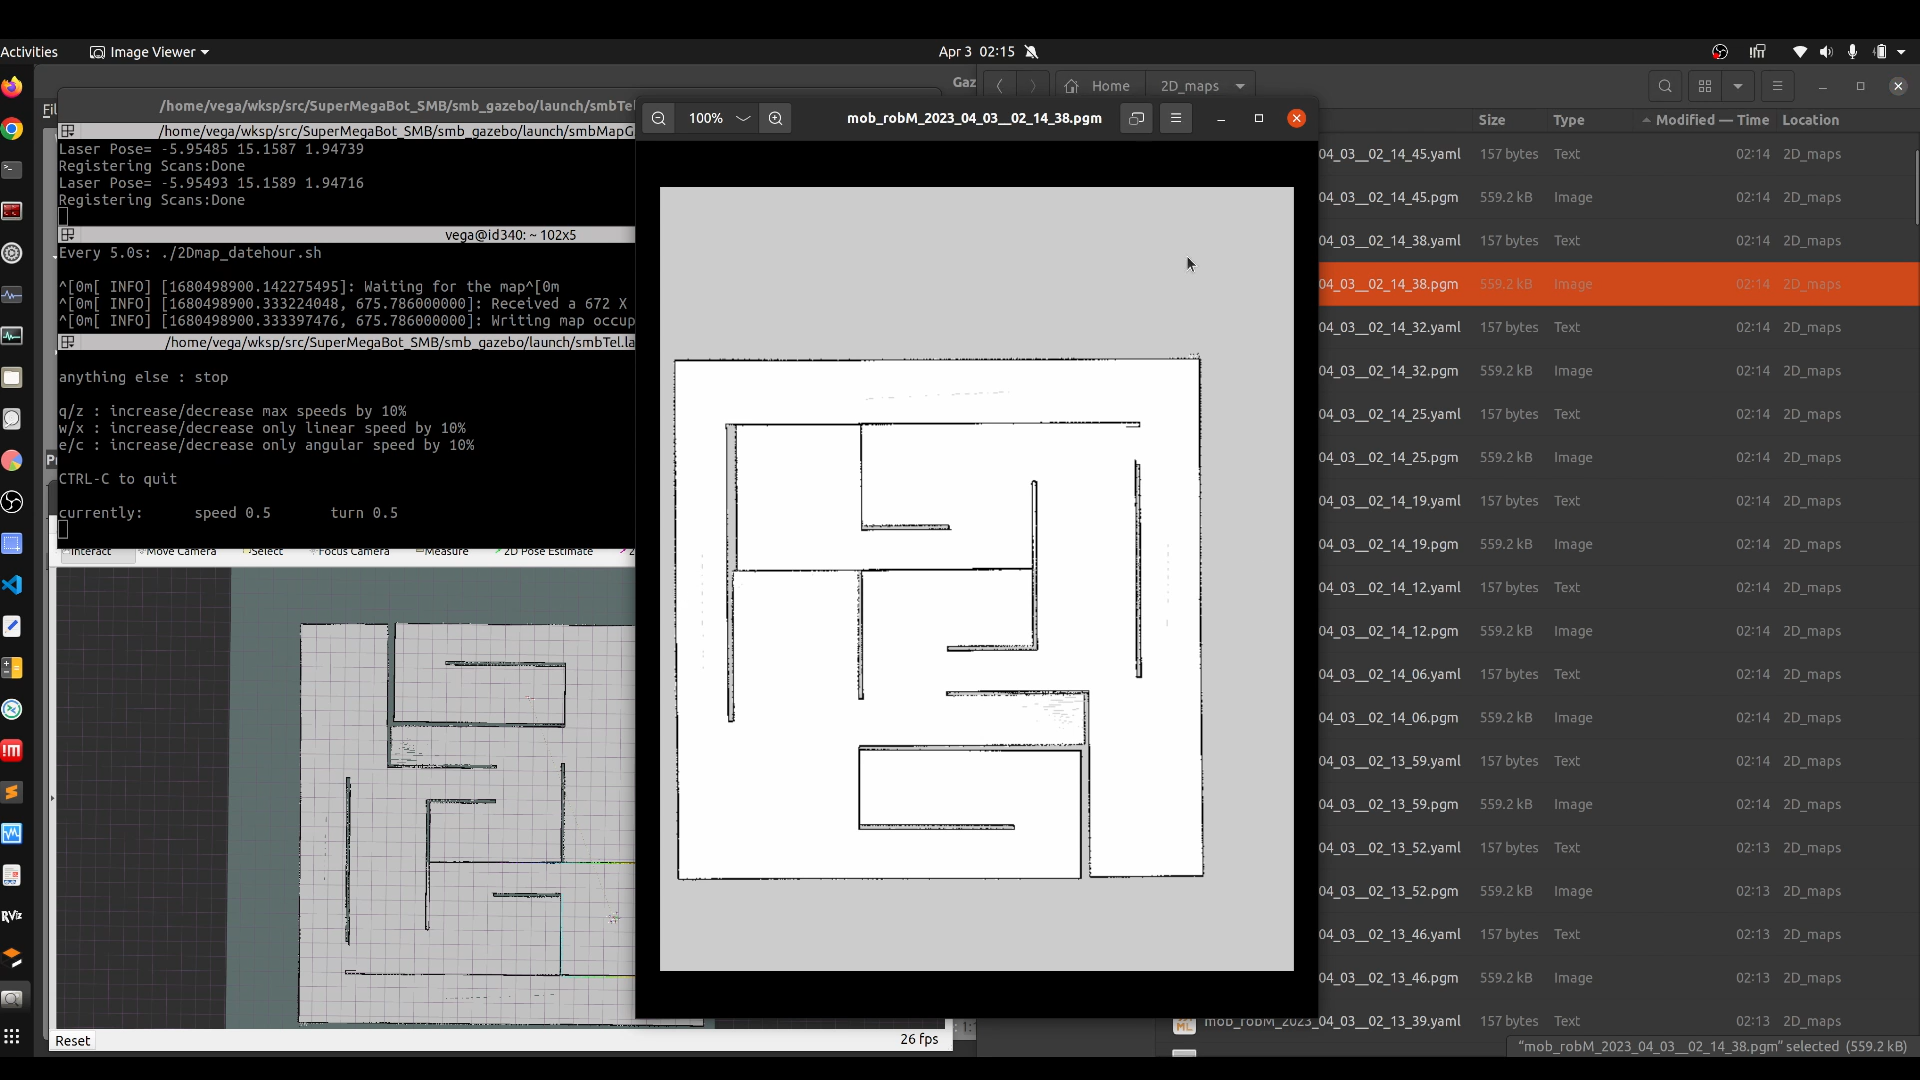 Activities
Image Viewer
Apr 3 02:15
Gaz
Home
2D_maps
Fil
/home/vega/wksp/src/SuperMegaBot_SMB/smb_gazebo/launch/smbTel
/home/vega/wksp/src/SuperMegaBot_SMB/smb_gazebo/launch/smbMapG
Laser Pose= -5.95485 15.1587 1.94739
Registering Scans:Done
Laser Pose= -5.95493 15.1589 1.94716
Registering Scans:Done
vega@id340: ~ 102x5
Every 5.0s: ./2Dmap_datehour.sh
^[0m[ INFO] [1680498900.142275495]: Waiting for the map^[0m
^[0m[ INFO] [1680498900.333224048, 675.786000000]: Received a 672 X
^[0m[ INFO] [1680498900.333397476, 675.786000000]: Writing map occup
/home/vega/wksp/src/SuperMegaBot_SMB/smb_gazebo/launch/smbTel.la
anything else : stop
q/z : increase/decrease max speeds by 10%
w/x : increase/decrease only linear speed by 10%
e/c : increase/decrease only angular speed by 10%
CTRL-C to quit
currently: speed 0.5 turn 0.5
Interact Move Camera Select Focus Camera Measure 2D Pose Estimate 2
Reset
26 fps
100%
mob_robM_2023_04_03__02_14_38.pgm
Size Type Modified — Time Location
04_03__02_14_45.yaml 157 bytes Text 02:14 2D_maps
04_03__02_14_45.pgm 559.2 kB Image 02:14 2D_maps
04_03__02_14_38.yaml 157 bytes Text 02:14 2D_maps
04_03__02_14_38.pgm 559.2 kB Image 02:14 2D_maps
04_03__02_14_32.yaml 157 bytes Text 02:14 2D_maps
04_03__02_14_32.pgm 559.2 kB Image 02:14 2D_maps
04_03__02_14_25.yaml 157 bytes Text 02:14 2D_maps
04_03__02_14_25.pgm 559.2 kB Image 02:14 2D_maps
04_03__02_14_19.yaml 157 bytes Text 02:14 2D_maps
04_03__02_14_19.pgm 559.2 kB Image 02:14 2D_maps
04_03__02_14_12.yaml 157 bytes Text 02:14 2D_maps
04_03__02_14_12.pgm 559.2 kB Image 02:14 2D_maps
04_03__02_14_06.yaml 157 bytes Text 02:14 2D_maps
04_03__02_14_06.pgm 559.2 kB Image 02:14 2D_maps
04_03__02_13_59.yaml 157 bytes Text 02:14 2D_maps
04_03__02_13_59.pgm 559.2 kB Image 02:14 2D_maps
04_03__02_13_52.yaml 157 bytes Text 02:13 2D_maps
04_03__02_13_52.pgm 559.2 kB Image 02:13 2D_maps
04_03__02_13_46.yaml 157 bytes Text 02:13 2D_maps
04_03__02_13_46.pgm 559.2 kB Image 02:13 2D_maps
mob_robM_2023_04_03__02_13_39.yaml 157 bytes Text 02:13 2D_maps
"mob_robM_2023_04_03__02_14_38.pgm" selected (559.2 kB)
RViz